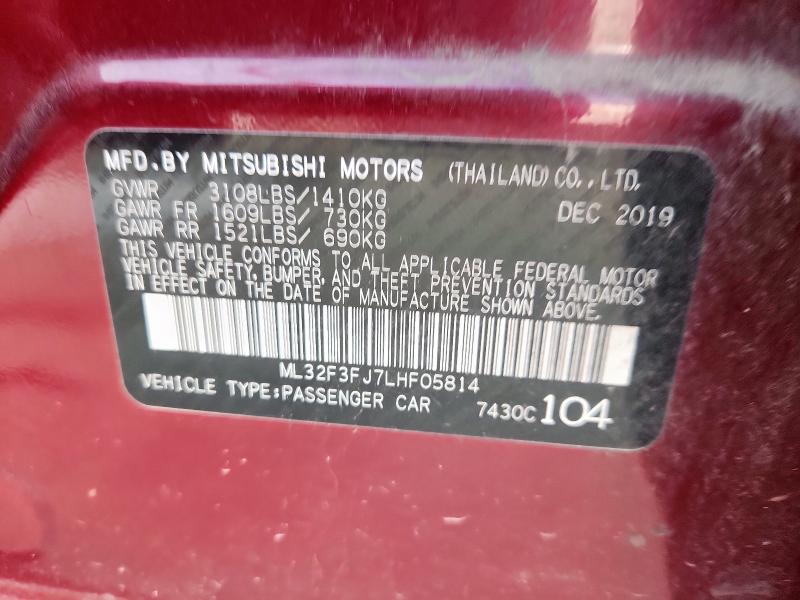 MFD.BY MITSUBISHI MOTORS (THAILAND) CO.,LTD.
GVWR 3108LBS/1410KG
GAWR FR 1609LBS/ 730KG DEC 2019
GAWR RR 1521LBS/ 690KG
THIS VEHICLE CONFORMS TO ALL APPLICABLE FEDERAL MOTOR
VEHICLE SAFETY, BUMPER, AND THEFT PREVENTION STANDARDS
IN EFFECT ON THE DATE OF MANUFACTURE SHOWN ABOVE.
ML32F3FJ7LHF05814
VEHICLE TYPE:PASSENGER CAR 7430C 104